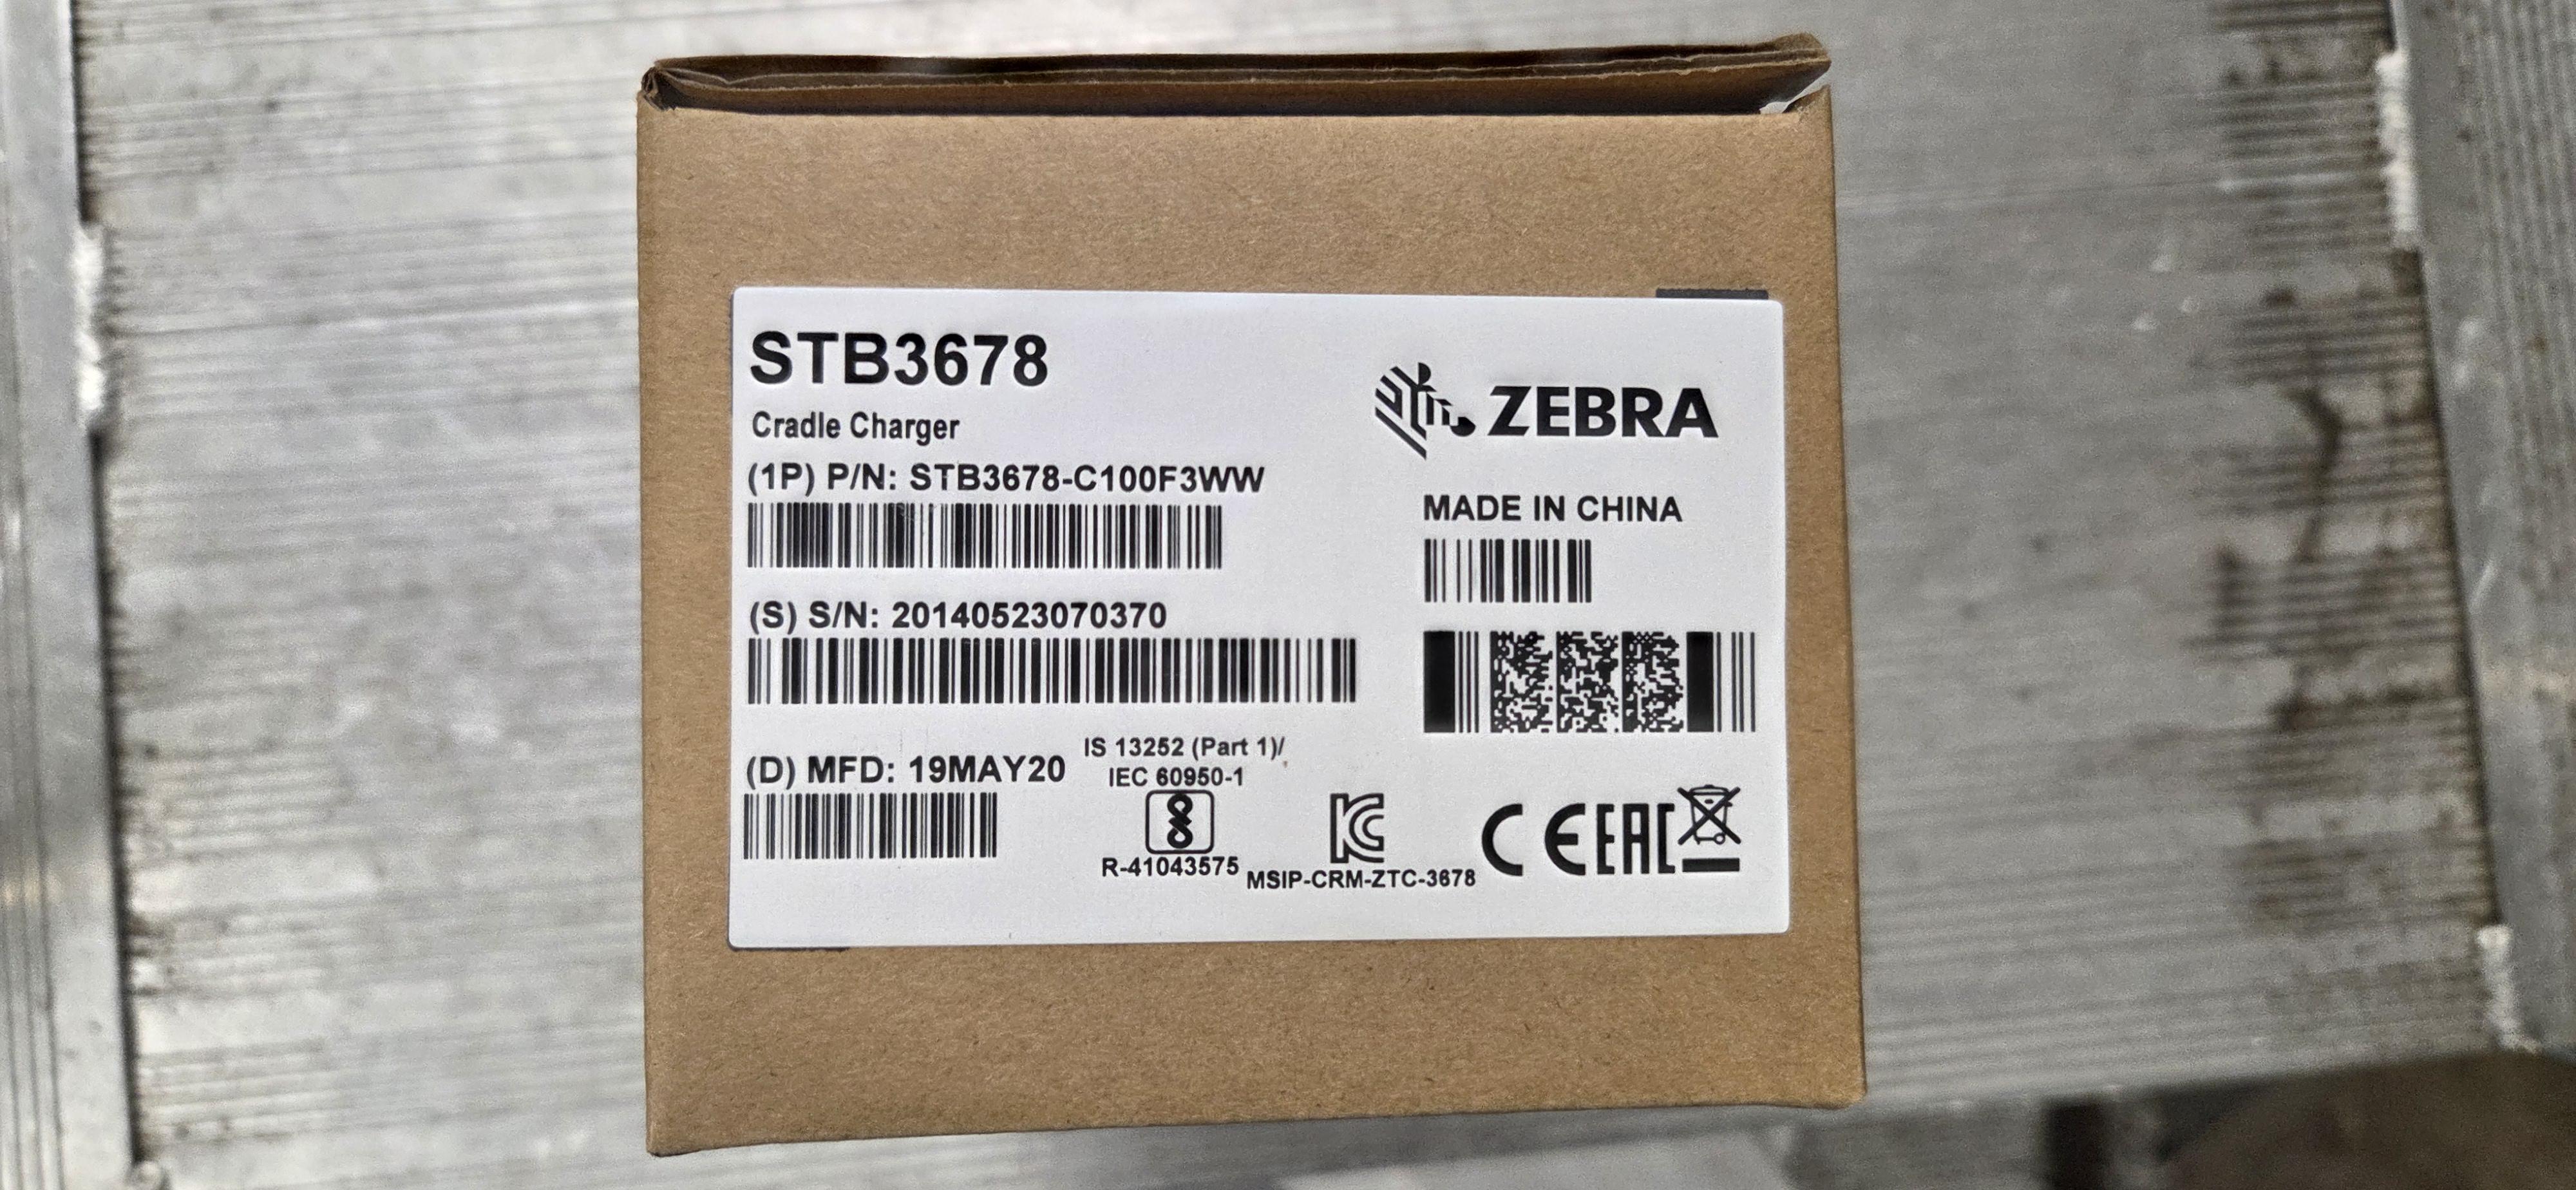 STB3678
Cradle Charger
ZEBRA
(1P) P/N: STB3678-C100F3WW
MADE IN CHINA
(S) S/N: 20140523070370
(D) MFD: 19MAY20
IS 13252 (Part 1)/
IEC 60950-1
R-41043575
MSIP-CRM-ZTC-3678
CE
EAC